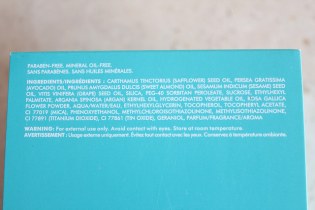 PARABEN-FREE. MINERAL OIL-FREE.
SANS PARABÈNES. SANS HUILES MINÉRALES.
INGREDIENTS/INGRÉDIENTS : CARTHAMUS TINCTORIUS (SAFFLOWER) SEED OIL, PERSEA GRATISSIMA
(AVOCADO) OIL, PRUNUS AMYGDALUS DULCIS (SWEET ALMOND) OIL, SESAMUM INDICUM (SESAME) SEED
OIL, VITIS VINIFERA (GRAPE) SEED OIL, SILICA, PEG-40 SORBITAN PEROLEATE, SUCROSE, ETHYLHEXYL
PALMITATE, ARGANIA SPINOSA (ARGAN) KERNEL OIL, HYDROGENATED VEGETABLE OIL, ROSA GALLICA
FLOWER EXTRACT, AQUA/WATER/EAU, ETHYLHEXYLGLYCERIN, TOCOPHEROL, TOCOPHERYL ACETATE,
CI 77019 (MICA), PHENOXYETHANOL, METHYLCHLOROISOTHIAZOLINONE, METHYLISOTHIAZOLINONE,
CI 77891 (TITANIUM DIOXIDE), CI 77861 (TIN OXIDE), GERANIOL, PARFUM/FRAGRANCE/AROMA
WARNING: For external use only. Avoid contact with eyes. Store at room temperature.
AVERTISSEMENT : Usage externe uniquement. Évitez tout contact avec les yeux. Conservez à température ambiante.